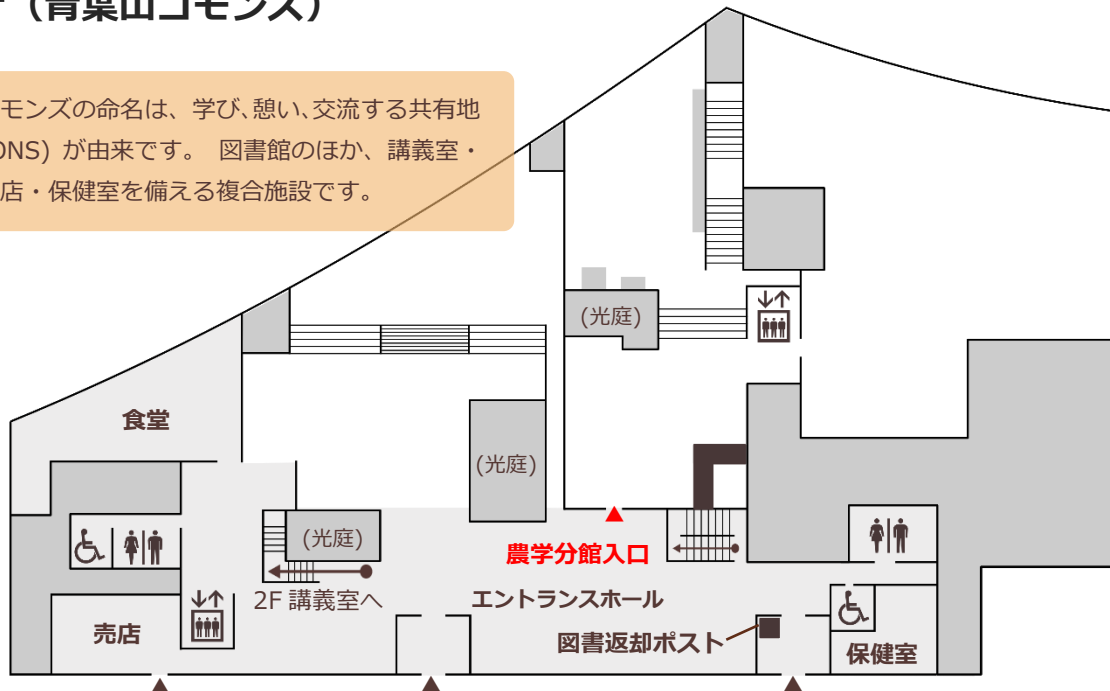 （青葉山コモンズ）
モンズの命名は、学び、憩い、交流する共有地
ONS) が由来です。 図書館のほか、講義室・
店・保健室を備える複合施設です。
(光庭)
食堂
(光庭)
(光庭)
農学分館入口
2F 講義室へ
エントランスホール
売店
図書返却ポスト
保健室